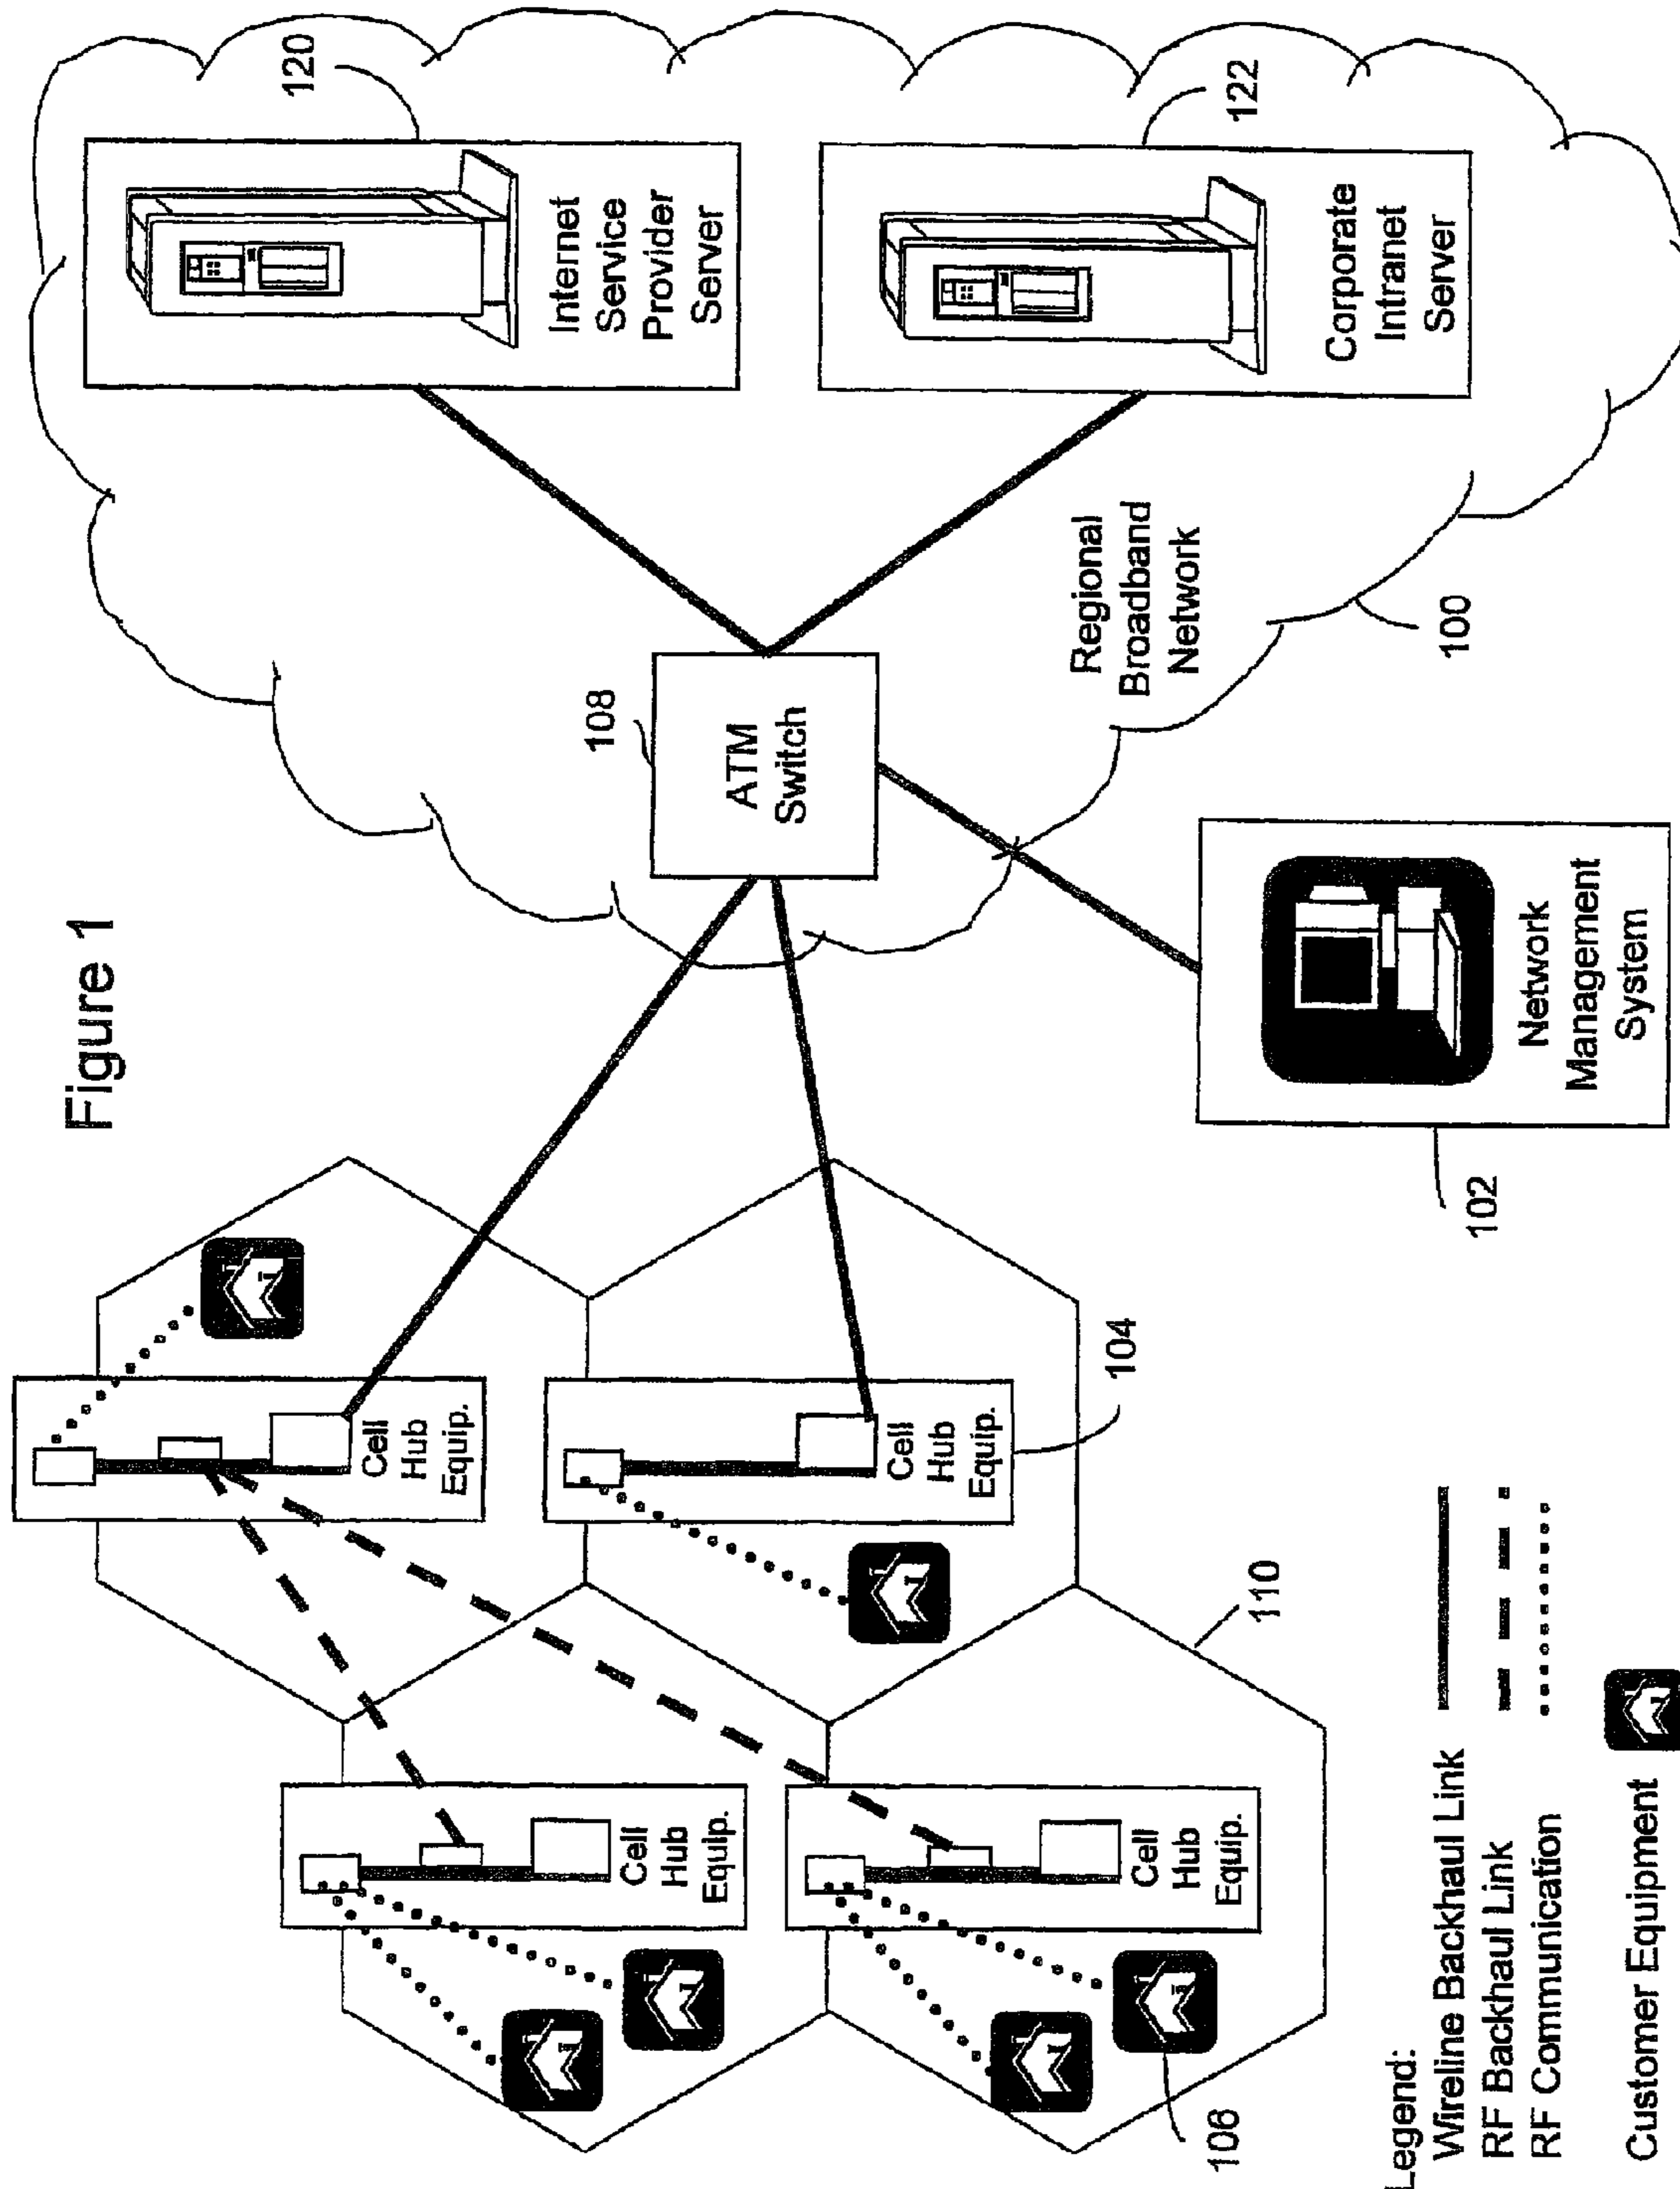 Figure 1
Cell
Hub
Equip.
Cell
Hub
Equip.
104
Cell
Hub
Equip.
Cell
Hub
Equip.
106
110
108
ATM
Switch
120
Internet
Service
Provider
Server
122
Corporate
Intranet
Server
Regional
Broadband
Network
100
102
Network
Management
System
Legend:
Wireline Backhaul Link
RF Backhaul Link
RF Communication
Customer Equipment